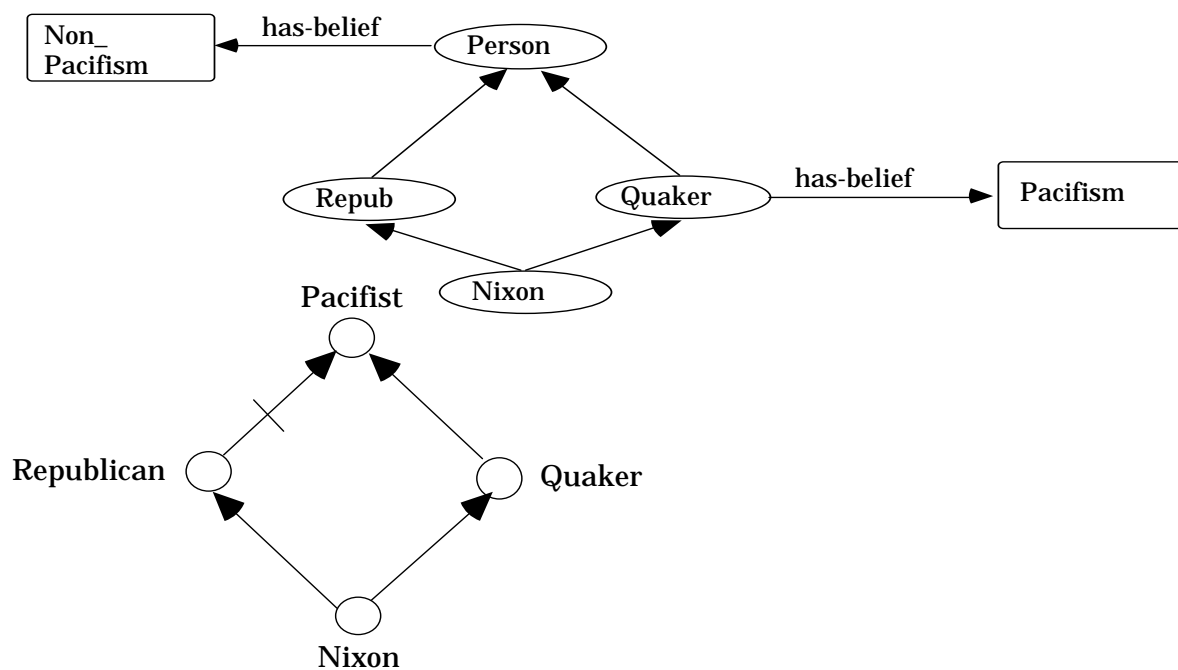 Non_
Pacifism
has-belief
Person
Repub
Quaker
has-belief
Pacifism
Nixon
Pacifist
Republican
Quaker
Nixon